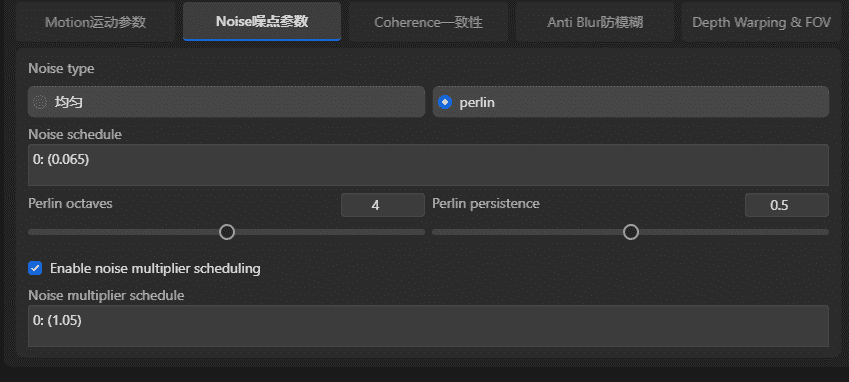 Motion运动参数 Noise噪点参数 Coherence一致性 Anti Blur防模糊 Depth Warping & FOV
Noise type
均匀 perlin
Noise schedule
0: (0.065)
Perlin octaves 4 Perlin persistence 0.5
Enable noise multiplier scheduling
Noise multiplier schedule
0: (1.05)